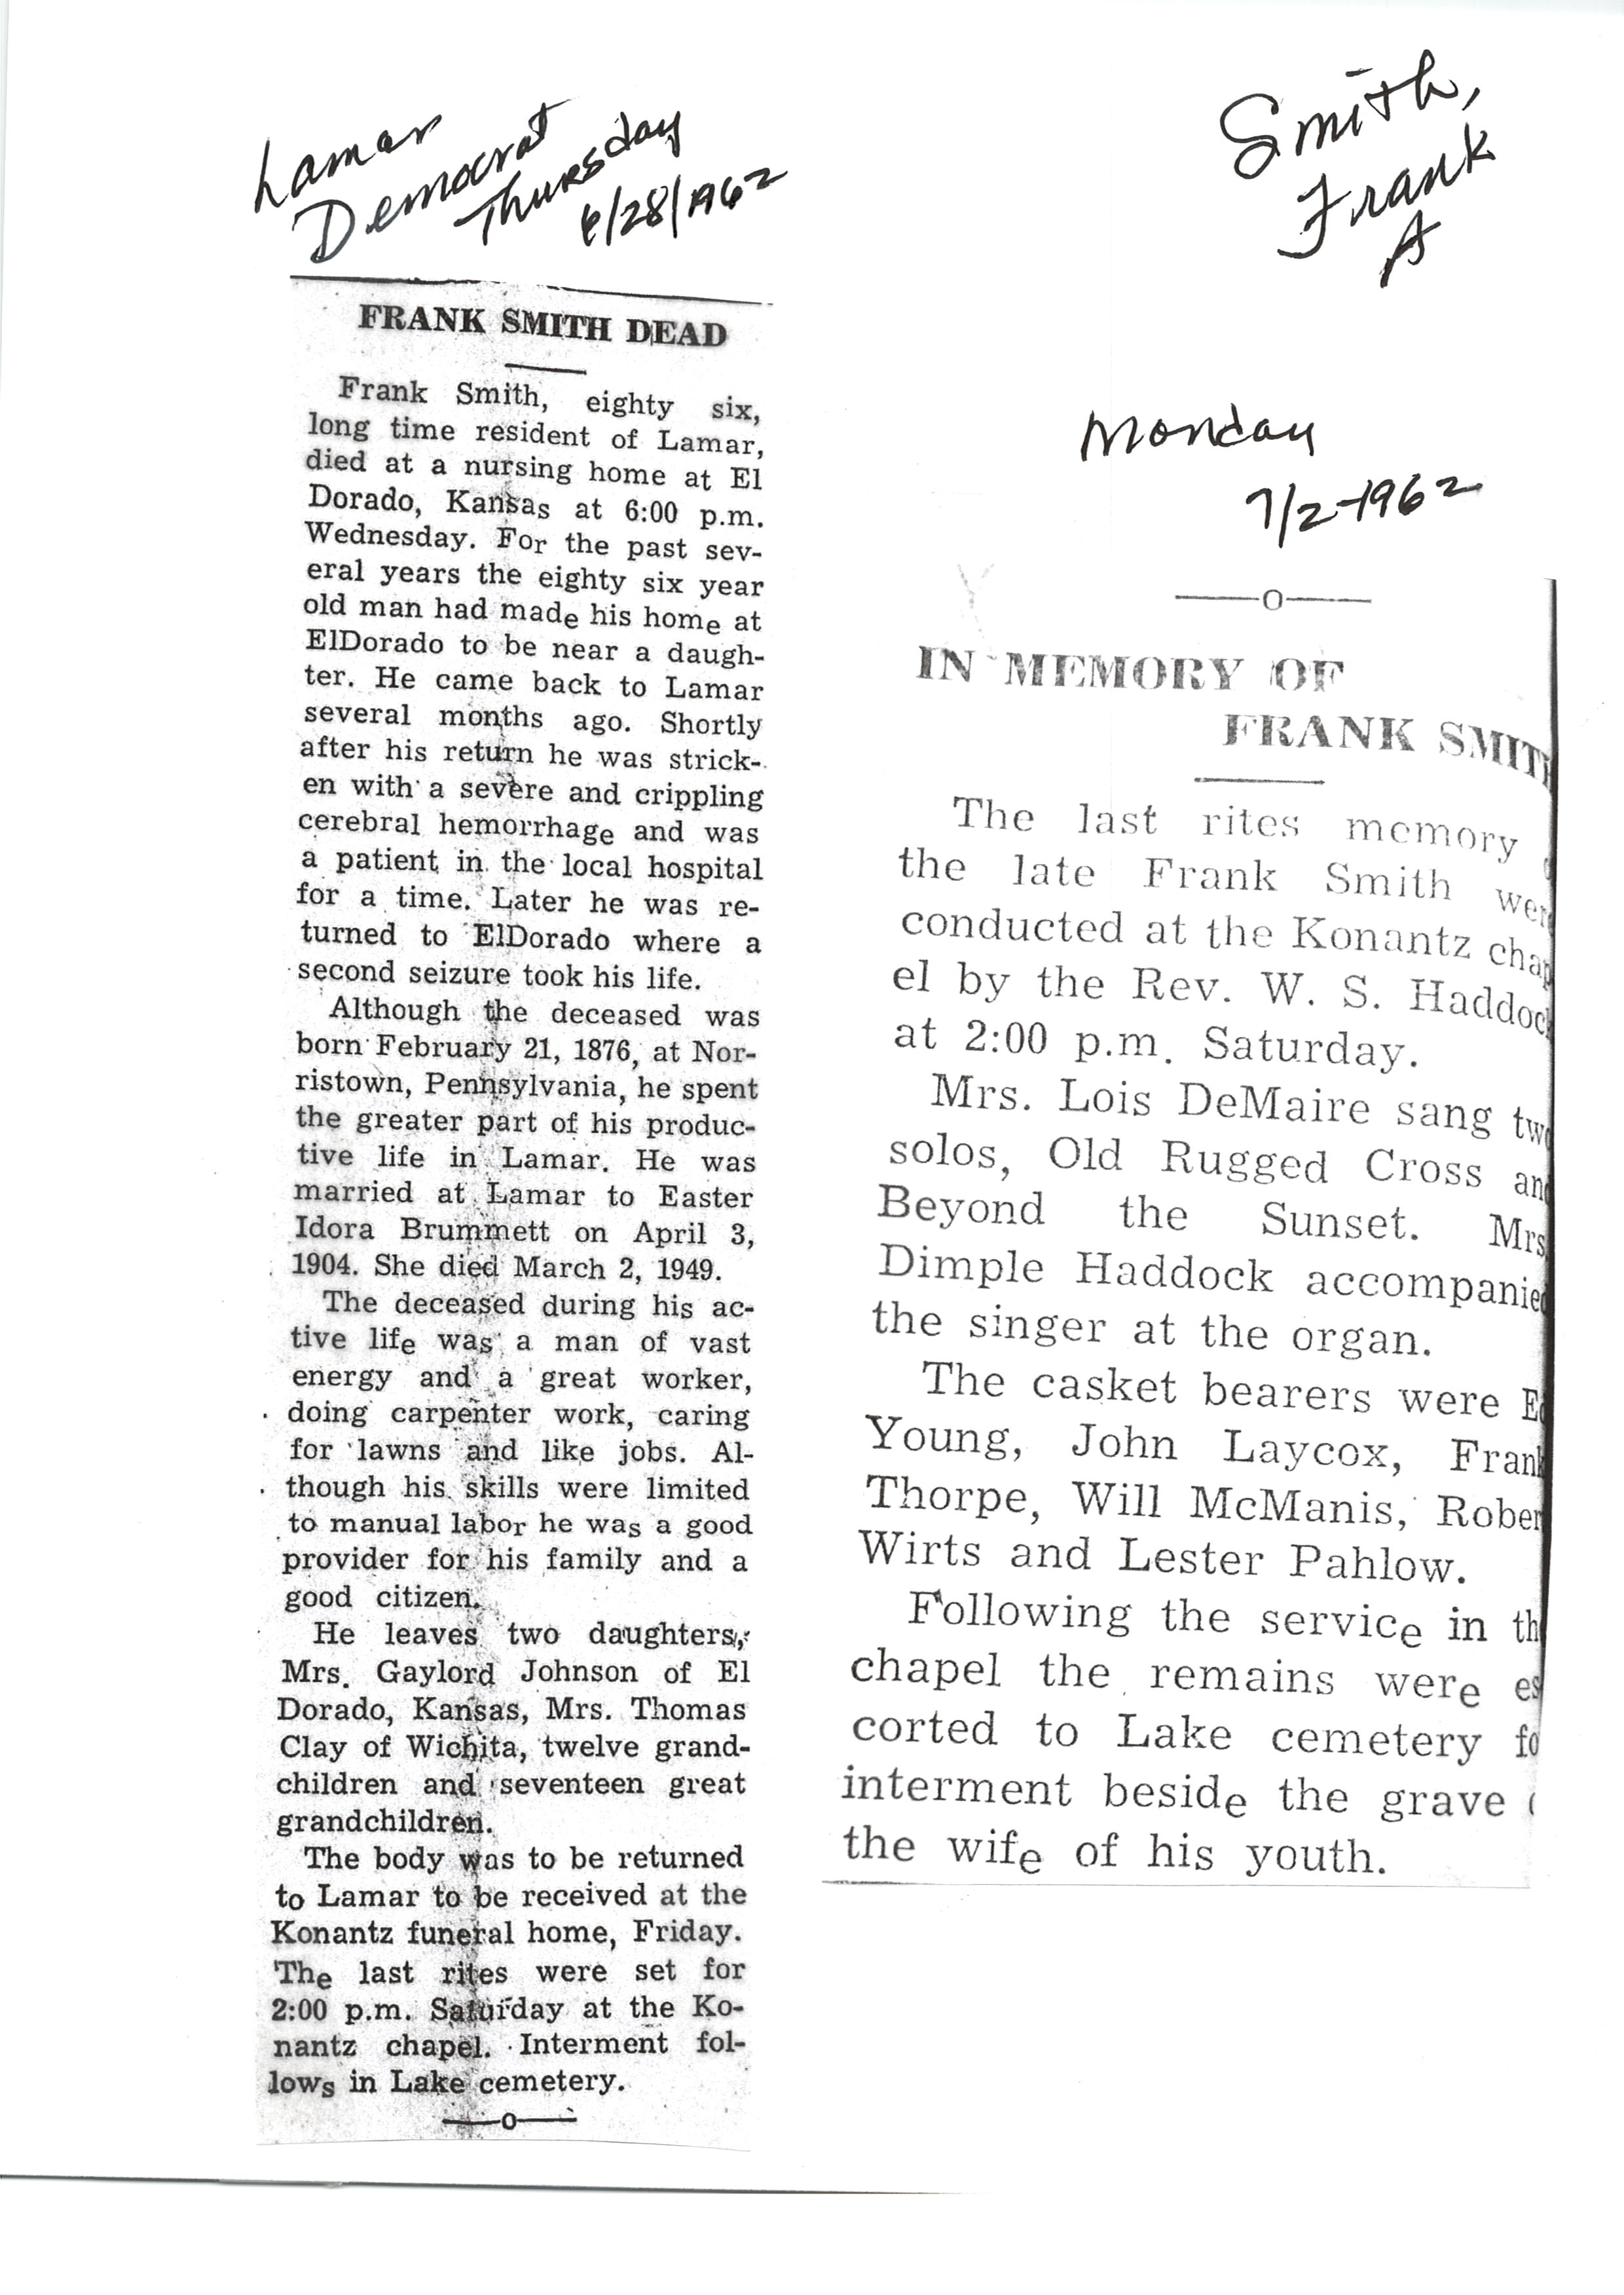 Lamar
Democrat
Thursday
6/28/1962
FRANK SMITH DEAD
Frank Smith, eighty six,
long time resident of Lamar,
died at a nursing home at El
Dorado, Kansas at 6:00 p.m.
Wednesday. For the past sev-
eral years the eighty six year
old man had made his home at
ElDorado to be near a daugh-
ter. He came back to Lamar
several months ago. Shortly
after his return he was strick-
en with a severe and crippling
cerebral hemorrhage and was
a patient in the local hospital
for a time. Later he was re-
turned to ElDorado where a
second seizure took his life.
Although the deceased was
born February 21, 1876, at Nor-
ristown, Pennsylvania, he spent
the greater part of his produc-
tive life in Lamar. He was
married at Lamar to Easter
Idora Brummett on April 3,
1904. She died March 2, 1949.
The deceased during his ac-
tive life was a man of vast
energy and a great worker,
doing carpenter work, caring
for lawns and like jobs. Al-
though his skills were limited
to manual labor he was a good
provider for his family and a
good citizen.
He leaves two daughters,
Mrs. Gaylord Johnson of El
Dorado, Kansas, Mrs. Thomas
Clay of Wichita, twelve grand-
children and seventeen great
grandchildren.
The body was to be returned
to Lamar to be received at the
Konantz funeral home, Friday.
The last rites were set for
2:00 p.m. Saturday at the Ko-
nantz chapel. Interment fol-
lows in Lake cemetery.
o
Smith,
Frank
A
Monday
7/2-1962
O
IN MEMORY OF
FRANK SMITH
The last rites memory
the late Frank Smith wer
conducted at the Konantz chap
el by the Rev. W. S. Haddock
at 2:00 p.m. Saturday.
Mrs. Lois DeMaire sang two
solos, Old Rugged Cross and
Beyond the Sunset. Mrs
Dimple Haddock accompanied
the singer at the organ.
The casket bearers were Ed
Young, John Laycox, Frank
Thorpe, Will McManis, Rober
Wirts and Lester Pahlow.
Following the service in th
chapel the remains were es
corted to Lake cemetery fo
interment beside the grave
the wife of his youth.